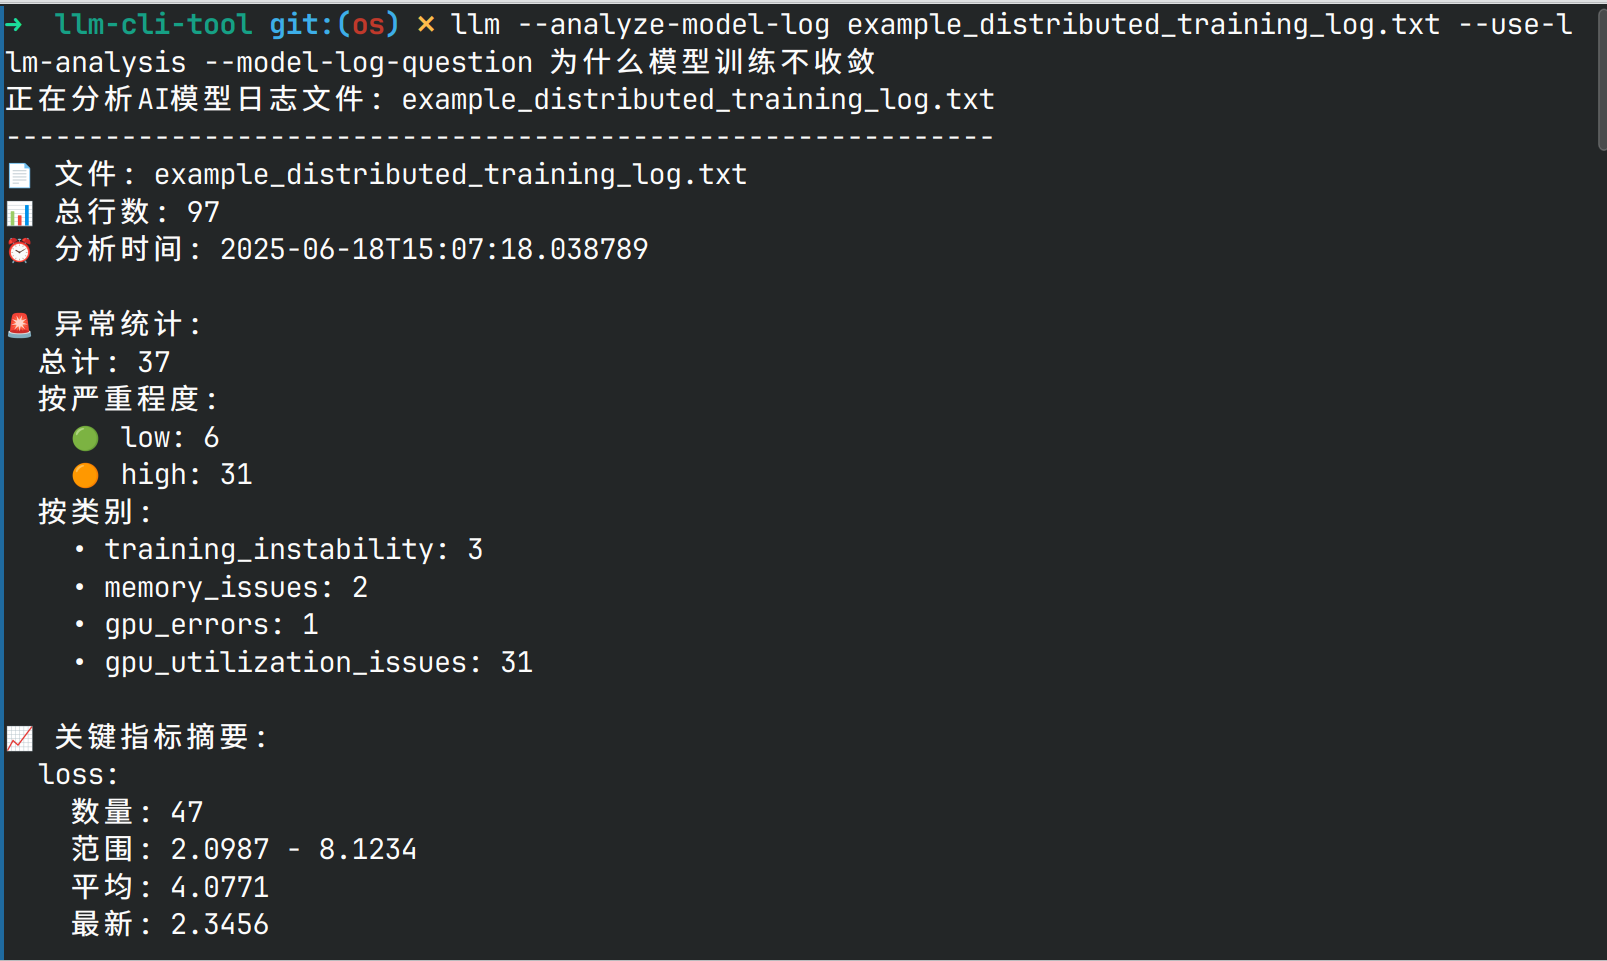 → llm-cli-tool git:(os) ✗ llm --analyze-model-log example_distributed_training_log.txt --use-l
lm-analysis --model-log-question 为什么模型训练不收敛
正在分析AI模型日志文件: example_distributed_training_log.txt
------------------------------------------------------------
📄 文件: example_distributed_training_log.txt
📊 总行数: 97
⏰ 分析时间: 2025-06-18T15:07:18.038789
🚨 异常统计:
总计: 37
按严重程度:
🟢 low: 6
🟠 high: 31
按类别:
• training_instability: 3
• memory_issues: 2
• gpu_errors: 1
• gpu_utilization_issues: 31
📈 关键指标摘要:
loss:
数量: 47
范围: 2.0987 - 8.1234
平均: 4.0771
最新: 2.3456